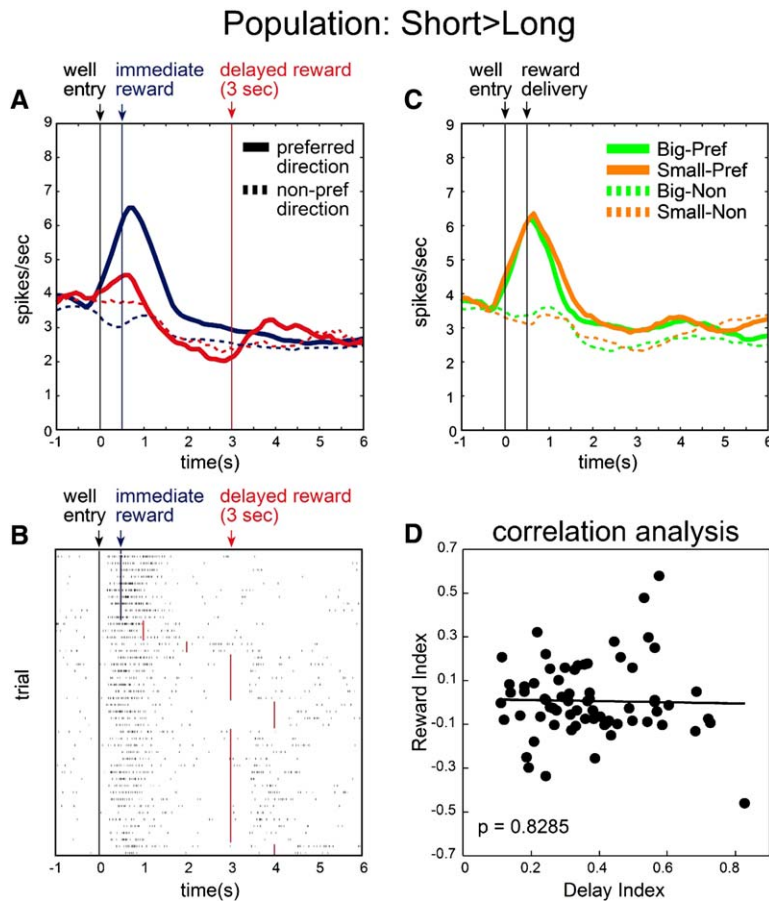 Population: Short>Long
A
well entry
immediate reward
delayed reward (3 sec)
9
8
7
6
5
4
3
2
1
0
spikes/sec
preferred direction
non-pref direction
-1 0 1 2 3 4 5 6
time(s)
C
well entry
reward delivery
9
8
7
6
5
4
3
2
1
0
spikes/sec
Big-Pref
Small-Pref
Big-Non
Small-Non
-1 0 1 2 3 4 5 6
time(s)
B
well entry
immediate reward
delayed reward (3 sec)
trial
-1 0 1 2 3 4 5 6
time(s)
D
correlation analysis
0.7
0.5
0.3
0.1
-0.1
-0.3
-0.5
-0.7
Reward Index
p = 0.8285
0 0.2 0.4 0.6 0.8
Delay Index